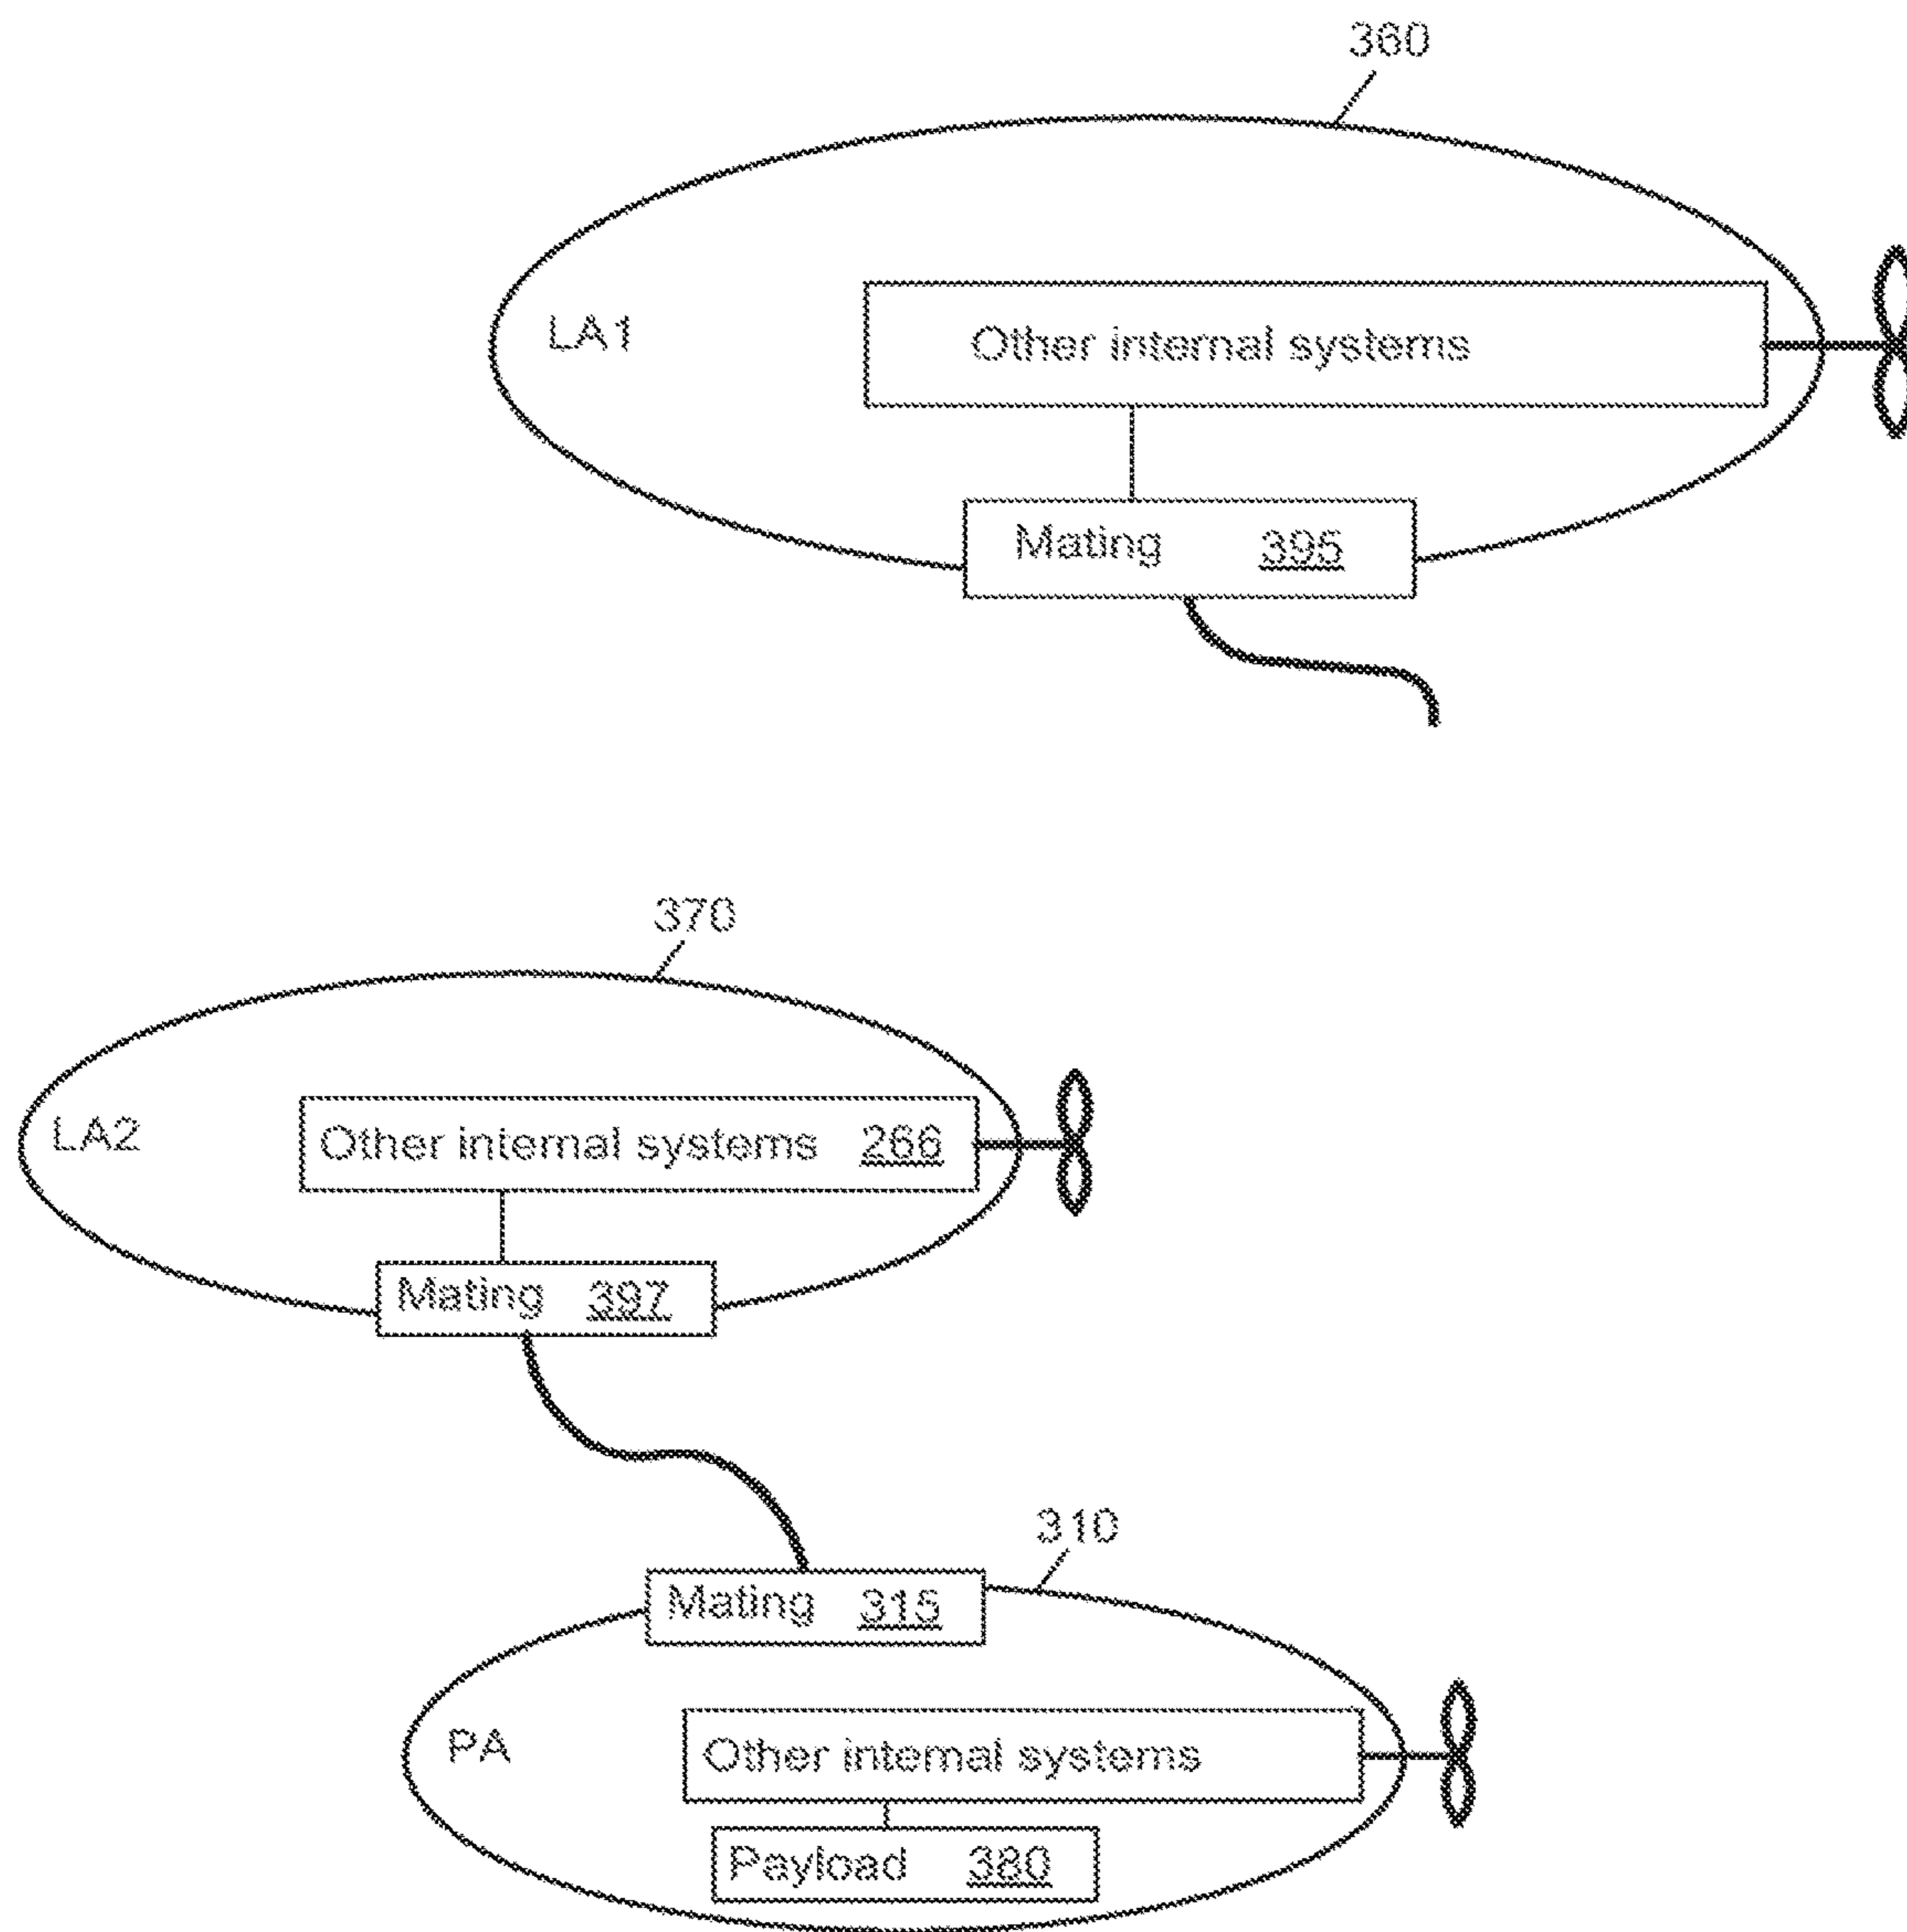 360
LA1
Other internal systems
Mating 395
370
LA2
Other internal systems 266
Mating 397
310
Mating 315
PA
Other internal systems
Payload 380